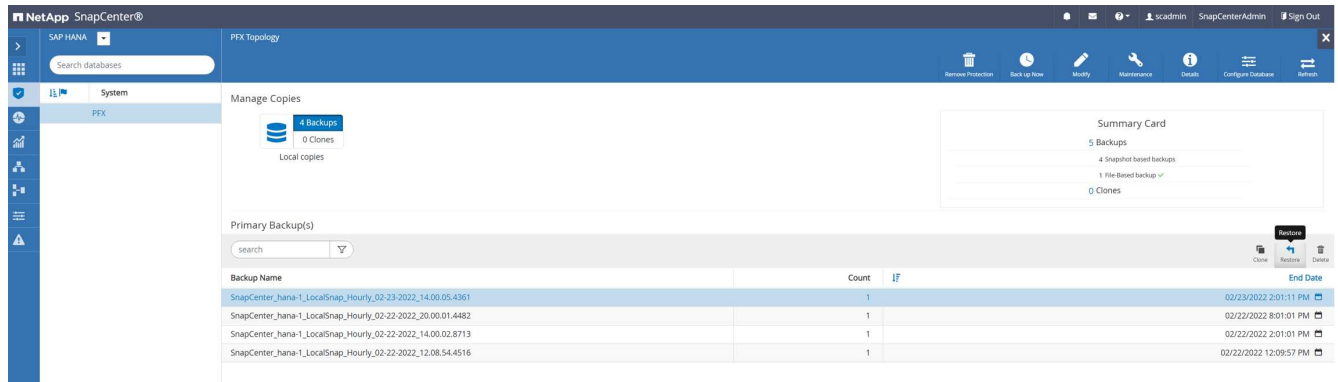 NetApp SnapCenter®
scadmin SnapCenterAdmin Sign Out
SAP HANA
PFX Topology
Search databases
Remove Protection Back up Now Modify Maintenance Details Configure Database Refresh
System
PFX
Manage Copies
4 Backups
0 Clones
Local copies
Summary Card
5 Backups
4 Snapshot based backups
1 File-Based backup ✓
0 Clones
Primary Backup(s)
Restore
search
Clone Restore Delete
Backup Name Count End Date
SnapCenter_hana-1_LocalSnap_Hourly_02-23-2022_14.00.05.4361 1 02/23/2022 2:01:11 PM
SnapCenter_hana-1_LocalSnap_Hourly_02-22-2022_20.00.01.4482 1 02/22/2022 8:01:01 PM
SnapCenter_hana-1_LocalSnap_Hourly_02-22-2022_14.00.02.8713 1 02/22/2022 2:01:01 PM
SnapCenter_hana-1_LocalSnap_Hourly_02-22-2022_12.08.54.4516 1 02/22/2022 12:09:57 PM